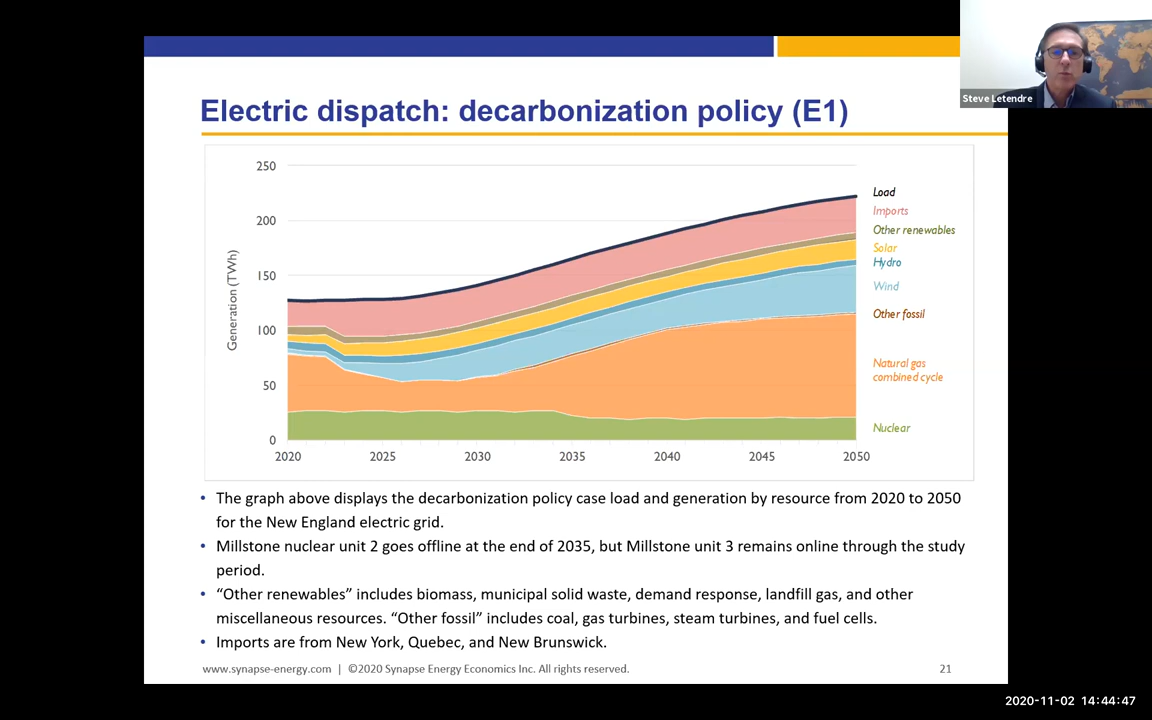 Steve Letendre
Electric dispatch: decarbonization policy (E1)
250
200
150
100
50
0
Generation (TWh)
2020 2025 2030 2035 2040 2045 2050
Load
Imports
Other renewables
Solar
Hydro
Wind
Other fossil
Natural gas
combined cycle
Nuclear
• The graph above displays the decarbonization policy case load and generation by resource from 2020 to 2050
for the New England electric grid.
• Millstone nuclear unit 2 goes offline at the end of 2035, but Millstone unit 3 remains online through the study
period.
• “Other renewables” includes biomass, municipal solid waste, demand response, landfill gas, and other
miscellaneous resources. “Other fossil” includes coal, gas turbines, steam turbines, and fuel cells.
• Imports are from New York, Quebec, and New Brunswick.
www.synapse-energy.com | ©2020 Synapse Energy Economics Inc. All rights reserved. 21
2020-11-02 14:44:47